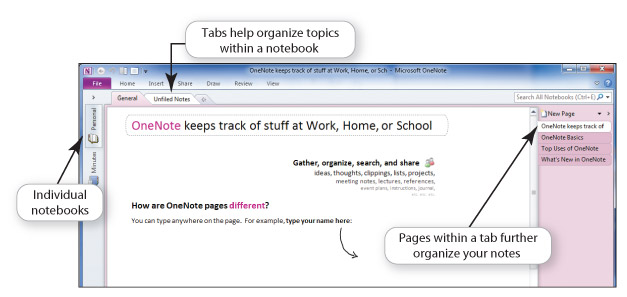 Tabs help organize topics
within a notebook
OneNote keeps track of stuff at Work, Home, or Sch - Microsoft OneNote
File Home Insert Share Draw Review View
General Unfiled Notes
Search All Notebooks (Ctrl+E)
Personal
Minutes
New Page
OneNote keeps track of
OneNote Basics
Top Uses of OneNote
What's New in OneNote
OneNote keeps track of stuff at Work, Home, or School
Gather, organize, search, and share
ideas, thoughts, clippings, lists, projects,
meeting notes, lectures, references,
event plans, instructions, journal,
How are OneNote pages different?
You can type anywhere on the page. For example, type your name here:
Individual
notebooks
Pages within a tab further
organize your notes